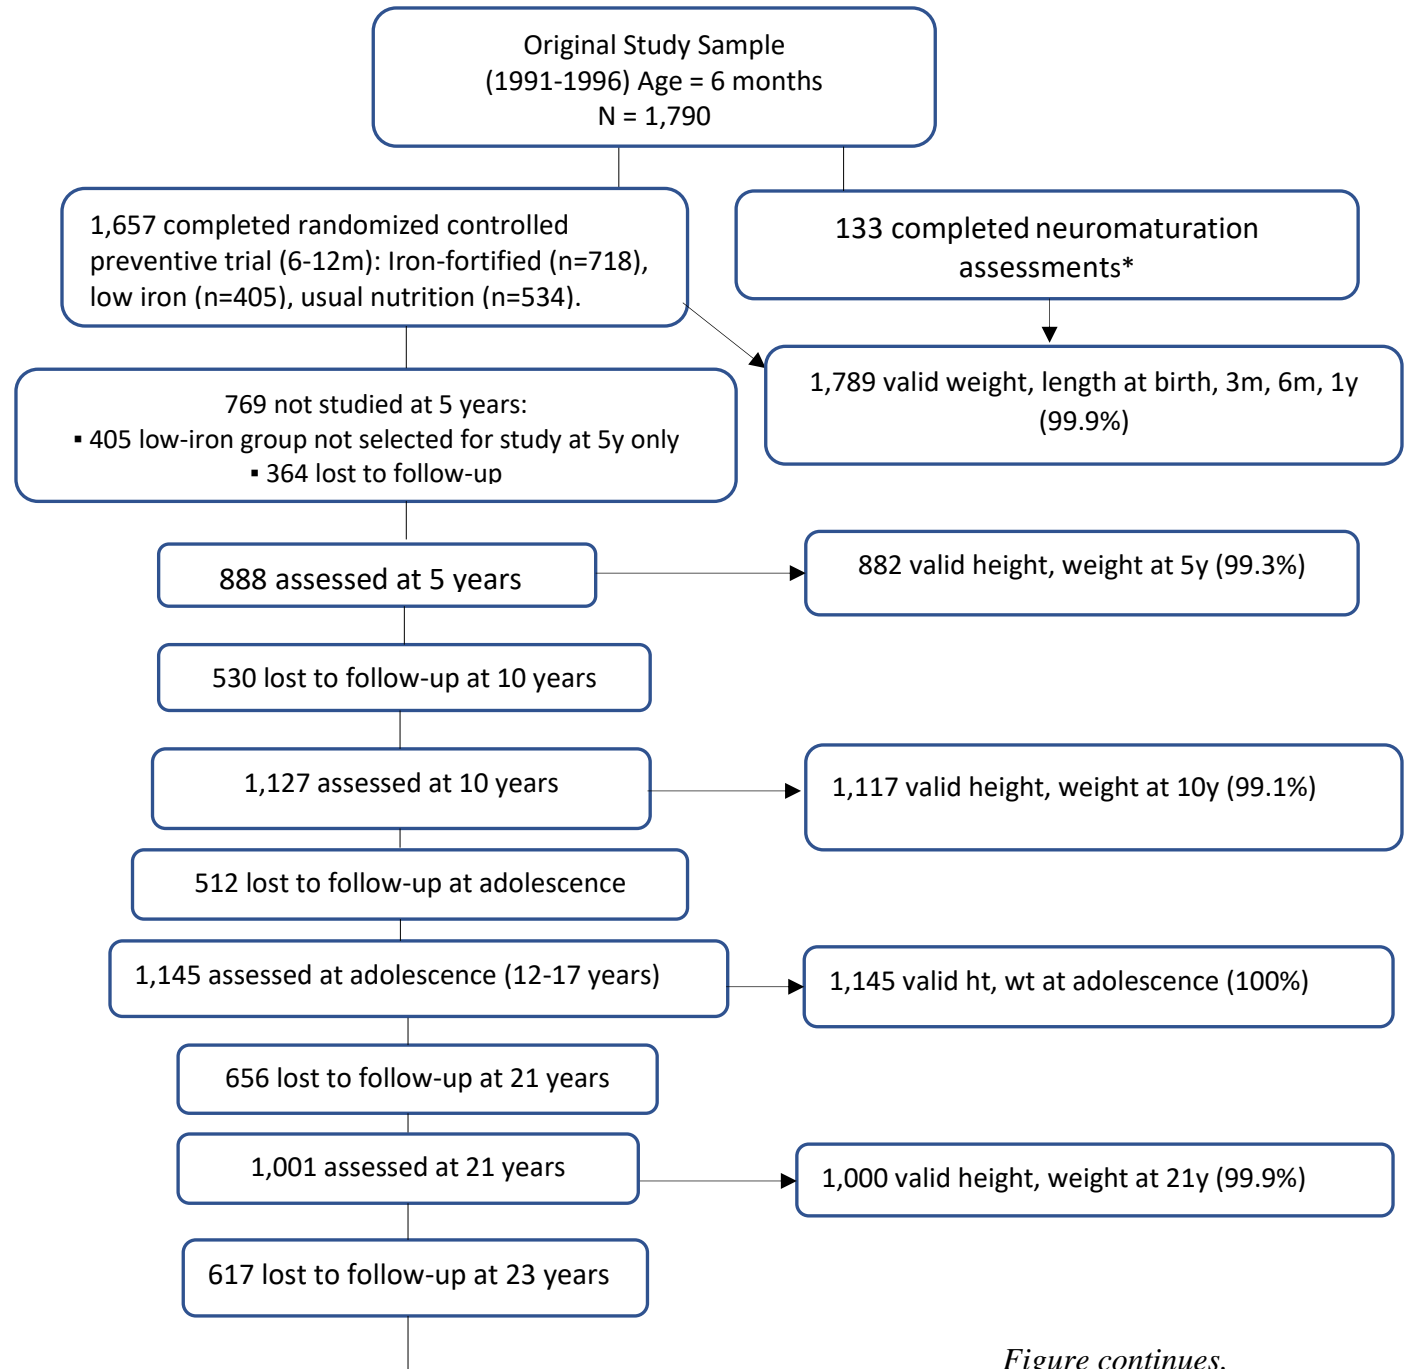 Original Study Sample
(1991-1996) Age = 6 months
N = 1,790
1,657 completed randomized controlled
preventive trial (6-12m): Iron-fortified (n=718),
low iron (n=405), usual nutrition (n=534).
133 completed neuromaturation
assessments*
1,789 valid weight, length at birth, 3m, 6m, 1y
(99.9%)
769 not studied at 5 years:
▪ 405 low-iron group not selected for study at 5y only
▪ 364 lost to follow-up
888 assessed at 5 years
882 valid height, weight at 5y (99.3%)
530 lost to follow-up at 10 years
1,127 assessed at 10 years
1,117 valid height, weight at 10y (99.1%)
512 lost to follow-up at adolescence
1,145 assessed at adolescence (12-17 years)
1,145 valid ht, wt at adolescence (100%)
656 lost to follow-up at 21 years
1,001 assessed at 21 years
1,000 valid height, weight at 21y (99.9%)
617 lost to follow-up at 23 years
Figure continues.